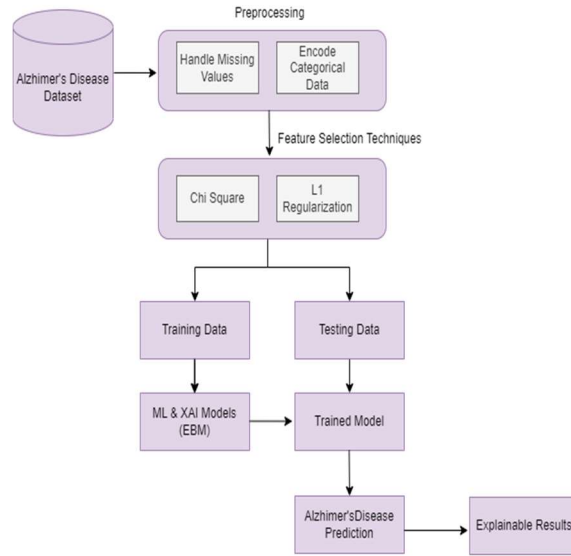 Preprocessing
Alzhimer's Disease
Dataset
Handle Missing
Values
Encode
Categorical
Data
Feature Selection Techniques
Chi Square
L1
Regularization
Training Data
Testing Data
ML & XAI Models
(EBM)
Trained Model
Alzhimer'sDisease
Prediction
Explainable Results